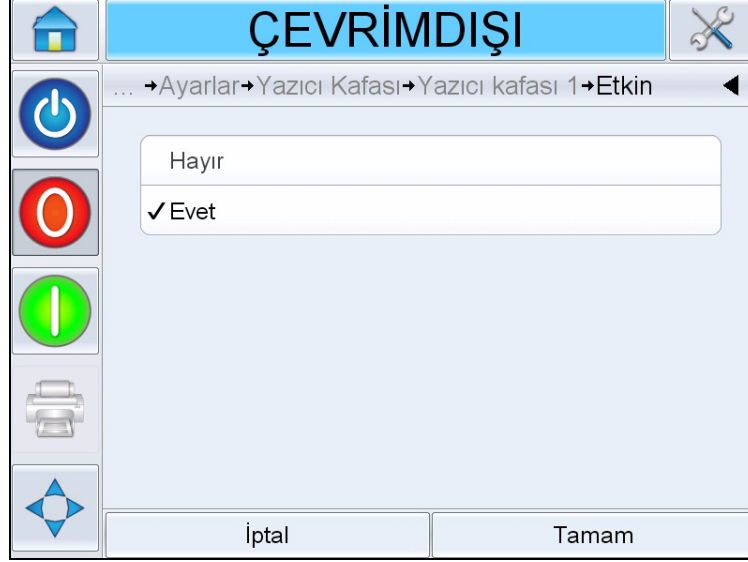 ÇEVRİMDIŞI
... →Ayarlar→Yazıcı Kafası→Yazıcı kafası 1→Etkin
Hayır
✓Evet
İptal
Tamam